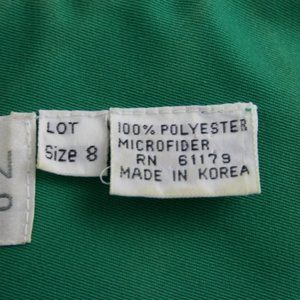 LOT
Size 8
100% POLYESTER
MICROFIDER
RN 61179
MADE IN KOREA